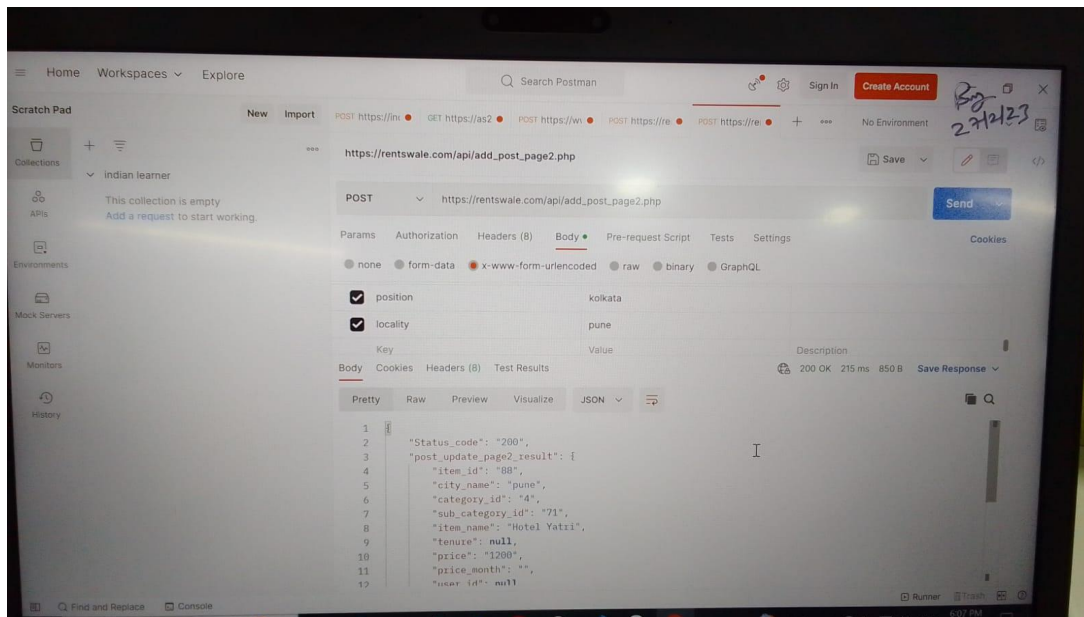 Home Workspaces Explore
Search Postman
Sign In Create Account
27/2/23
Scratch Pad
New Import
POST https://in GET https://as2 POST https://w POST https://re POST https://re
No Environment
https://rentswale.com/api/add_post_page2.php
Save
POST https://rentswale.com/api/add_post_page2.php
Send
Params Authorization Headers (8) Body Pre-request Script Tests Settings
Cookies
none form-data x-www-form-urlencoded raw binary GraphQL
position kolkata
locality pune
Key Value Description
Collections
APIs
Environments
Mock Servers
Monitors
History
indian learner
This collection is empty
Add a request to start working.
Body Cookies Headers (8) Test Results
200 OK 215 ms 850 B Save Response
Pretty Raw Preview Visualize JSON
1 {
2 "Status_code": "200",
3 "post_update_page2_result": {
4 "item_id": "88",
5 "city_name": "pune",
6 "category_id": "4",
7 "sub_category_id": "71",
8 "item_name": "Hotel Yatri",
9 "tenure": null,
10 "price": "1200",
11 "price_month": "",
12 "user_id": null
Find and Replace Console
Runner Trash
6:07 PM